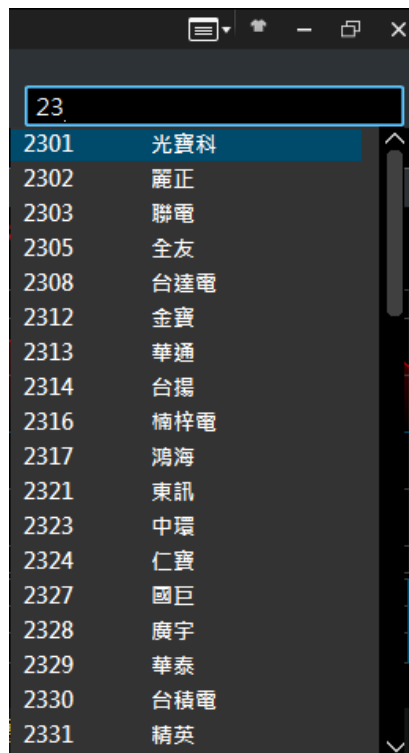 23
2301 光寶科
2302 麗正
2303 聯電
2305 全友
2308 台達電
2312 金寶
2313 華通
2314 台揚
2316 楠梓電
2317 鴻海
2321 東訊
2323 中環
2324 仁寶
2327 國巨
2328 廣宇
2329 華泰
2330 台積電
2331 精英